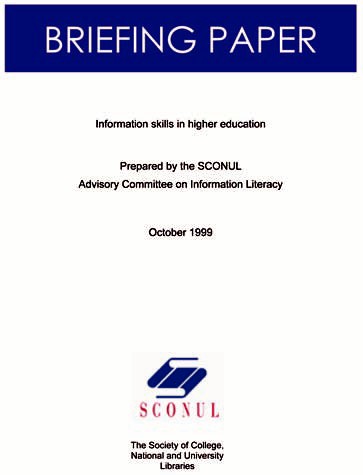 BRIEFING PAPER
Information skills in higher education
Prepared by the SCONUL
Advisory Committee on Information Literacy
October 1999
SCONUL
The Society of College,
National and University
Libraries